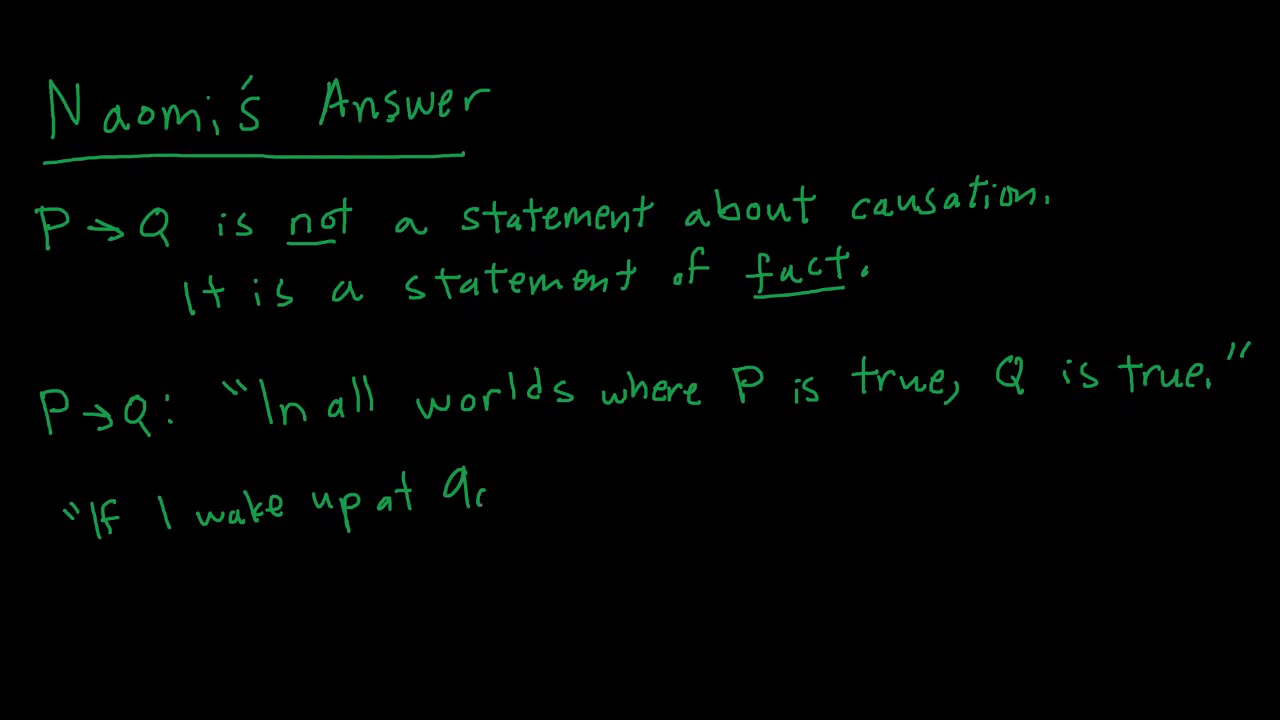 Naomi's Answer
P→Q is not a statement about causation.
It is a statement of fact.
P→Q: "In all worlds where P is true, Q is true."
"If I wake up at 9